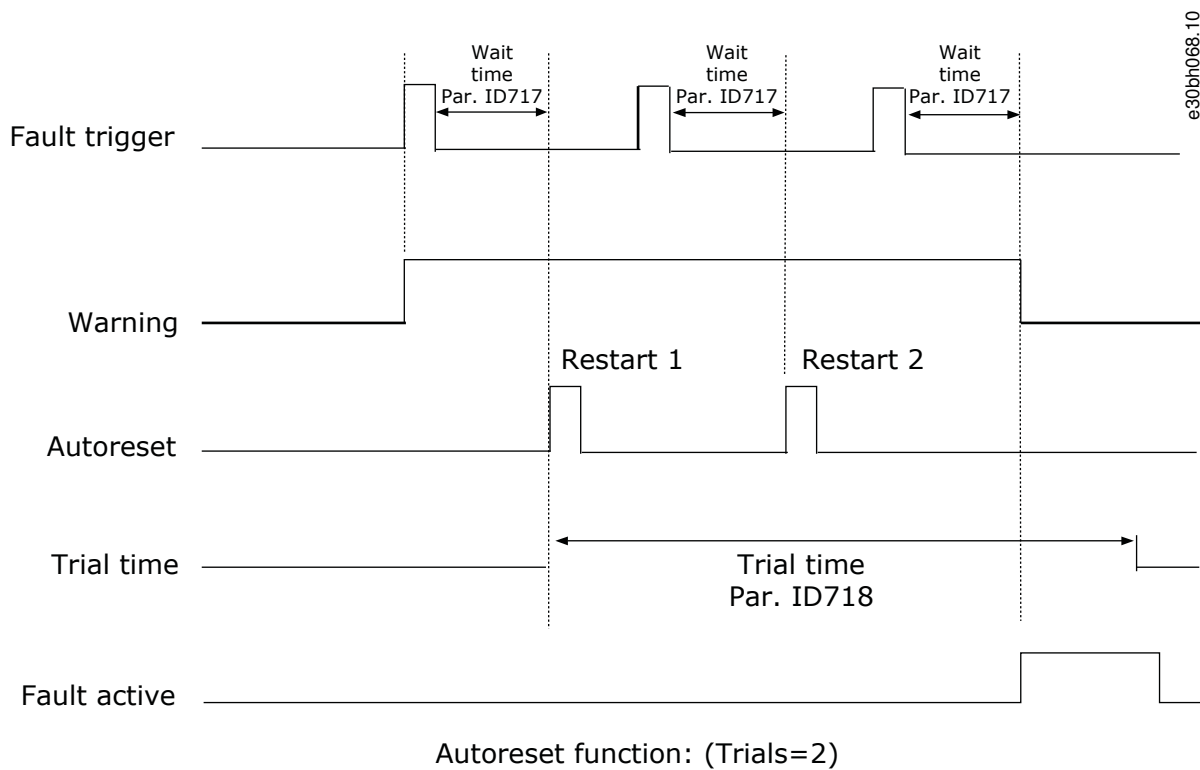 e30bh068.10
Wait
time
Par. ID717
Wait
time
Par. ID717
Wait
time
Par. ID717
Fault trigger
Warning
Restart 1
Restart 2
Autoreset
Trial time
Trial time
Par. ID718
Fault active
Autoreset function: (Trials=2)